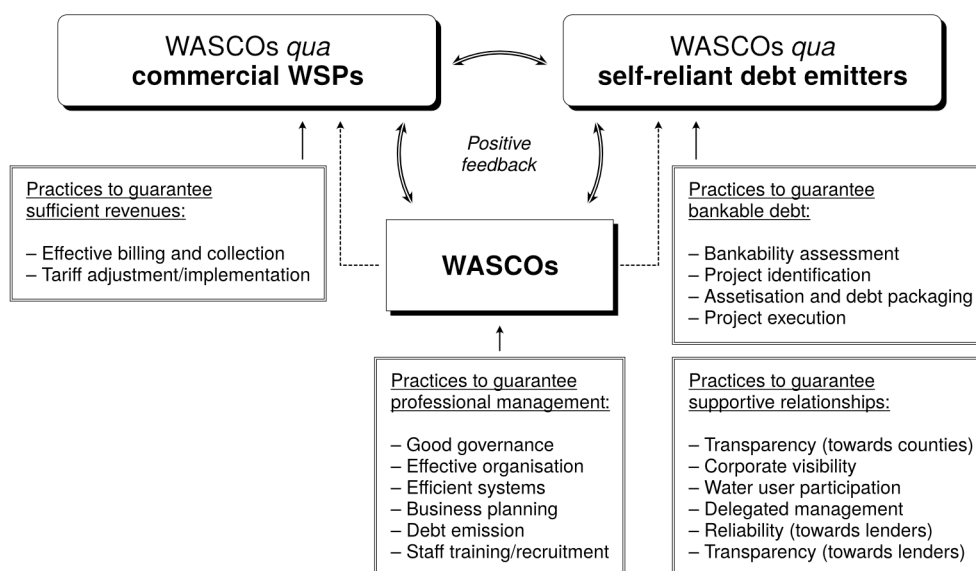 WASCOs qua
commercial WSPs
WASCOs qua
self-reliant debt emitters
Positive
feedback
Practices to guarantee
sufficient revenues:
– Effective billing and collection
– Tariff adjustment/implementation
WASCOs
Practices to guarantee
bankable debt:
– Bankability assessment
– Project identification
– Assetisation and debt packaging
– Project execution
Practices to guarantee
professional management:
– Good governance
– Effective organisation
– Efficient systems
– Business planning
– Debt emission
– Staff training/recruitment
Practices to guarantee
supportive relationships:
– Transparency (towards counties)
– Corporate visibility
– Water user participation
– Delegated management
– Reliability (towards lenders)
– Transparency (towards lenders)